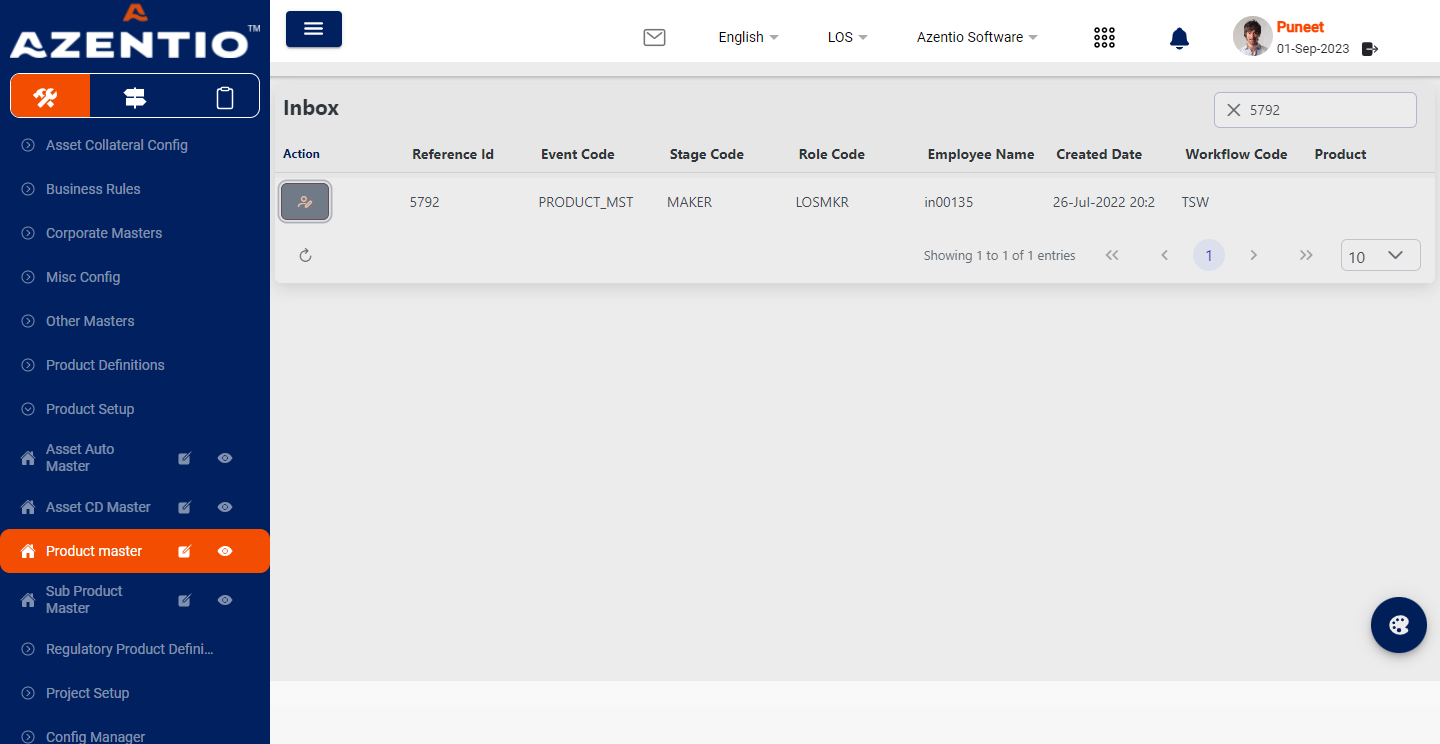 AZENTIO™
English
LOS
Azentio Software
Puneet
01-Sep-2023
Inbox
5792
Action Reference Id Event Code Stage Code Role Code Employee Name Created Date Workflow Code Product
5792 PRODUCT_MST MAKER LOSMKR in00135 26-Jul-2022 20:2 TSW
Showing 1 to 1 of 1 entries
1
10
Asset Collateral Config
Business Rules
Corporate Masters
Misc Config
Other Masters
Product Definitions
Product Setup
Asset Auto
Master
Asset CD Master
Product master
Sub Product
Master
Regulatory Product Defini...
Project Setup
Config Manager